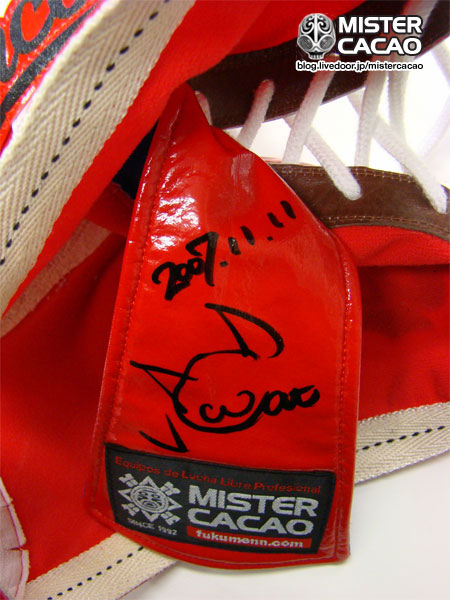 MISTER
CACAO
blog.livedoor.jp/mistercacao
2007.11.11
Equipos de Lucha Libre Profesional
MISTER
CACAO
SINCE 1992
fukumenn.com